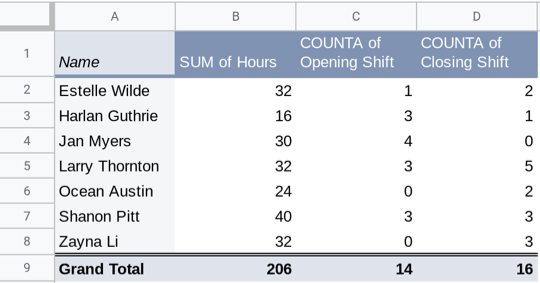 A B C D
1 Name SUM of Hours COUNTA of Opening Shift COUNTA of Closing Shift
2 Estelle Wilde 32 1 2
3 Harlan Guthrie 16 3 1
4 Jan Myers 30 4 0
5 Larry Thornton 32 3 5
6 Ocean Austin 24 0 2
7 Shanon Pitt 40 3 3
8 Zayna Li 32 0 3
9 Grand Total 206 14 16